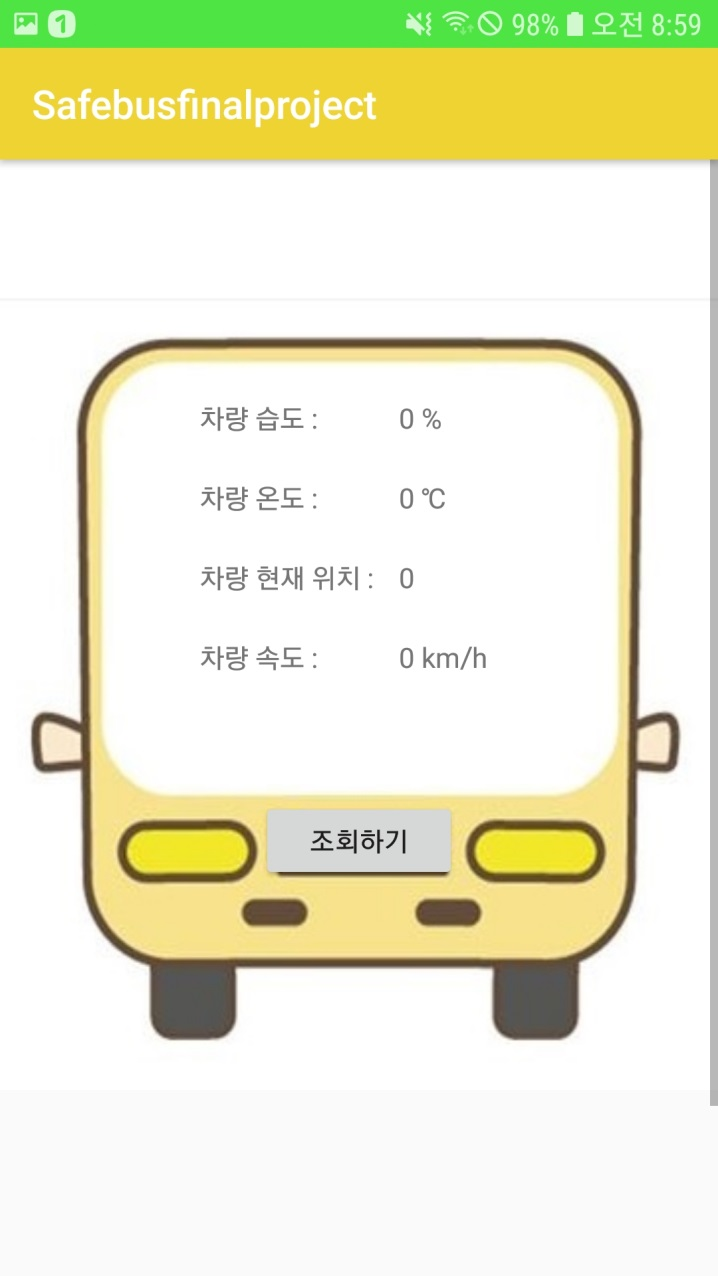 1 98% 오전 8:59
Safebusfinalproject
차량 습도 : 0 %
차량 온도 : 0 ℃
차량 현재 위치 : 0
차량 속도 : 0 km/h
조회하기